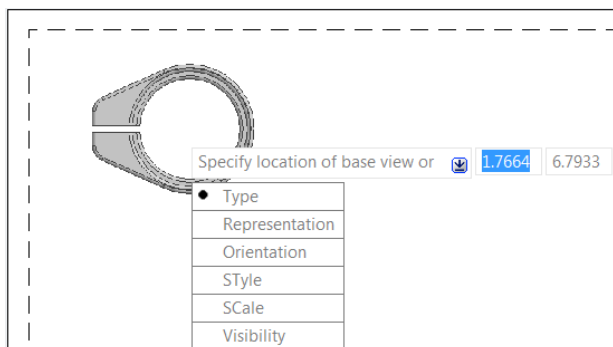 Specify location of base view or 1.7664 6.7933
Type
Representation
Orientation
STyle
SCale
Visibility